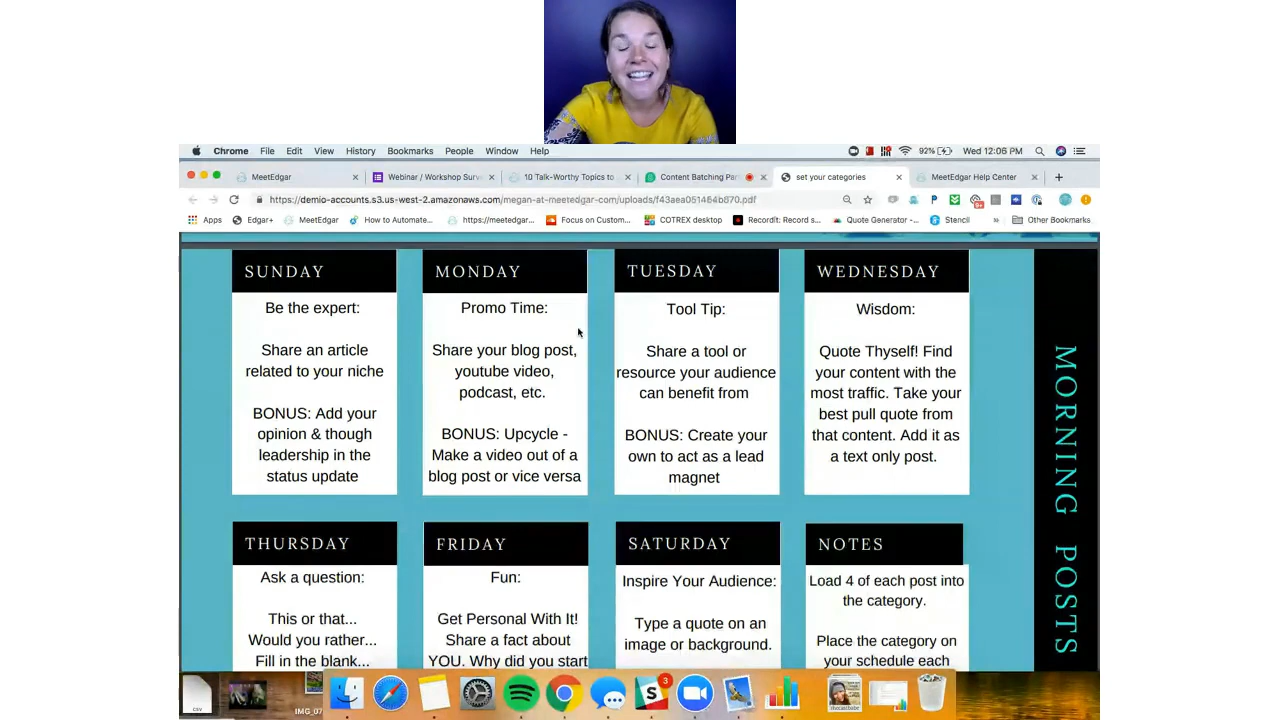 Chrome File Edit View History Bookmarks People Window Help 92% Wed 12:06 PM
MeetEdgar Webinar / Workshop Surv 10 Talk-Worthy Topics to Content Batching Par set your categories MeetEdgar Help Center
https://demio-accounts.s3.us-west-2.amazonaws.com/megan-at-meetedgar-com/uploads/f43aea051464b870.pdf
Apps Edgar+ MeetEdgar How to Automate... https://meetedgar... Focus on Custom... COTREX desktop RecordIt: Record s... Quote Generator -... Stencil » Other Bookmarks
SUNDAY
Be the expert:
Share an article
related to your niche
BONUS: Add your
opinion & though
leadership in the
status update
MONDAY
Promo Time:
Share your blog post,
youtube video,
podcast, etc.
BONUS: Upcycle -
Make a video out of a
blog post or vice versa
TUESDAY
Tool Tip:
Share a tool or
resource your audience
can benefit from
BONUS: Create your
own to act as a lead
magnet
WEDNESDAY
Wisdom:
Quote Thyself! Find
your content with the
most traffic. Take your
best pull quote from
that content. Add it as
a text only post.
MORNING POSTS
THURSDAY
Ask a question:
This or that...
Would you rather...
Fill in the blank...
FRIDAY
Fun:
Get Personal With It!
Share a fact about
YOU. Why did you start
SATURDAY
Inspire Your Audience:
Type a quote on an
image or background.
NOTES
Load 4 of each post into
the category.
Place the category on
your schedule each
CSV
IMG_07
3